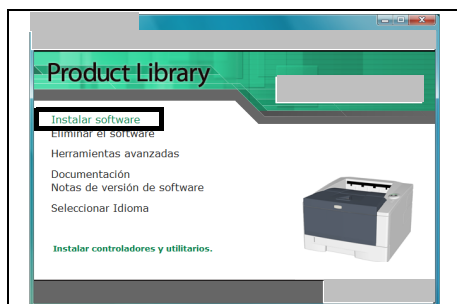 Product Library
Instalar software
Eliminar el software
Herramientas avanzadas
Documentación
Notas de versión de software
Seleccionar Idioma
Instalar controladores y utilitarios.